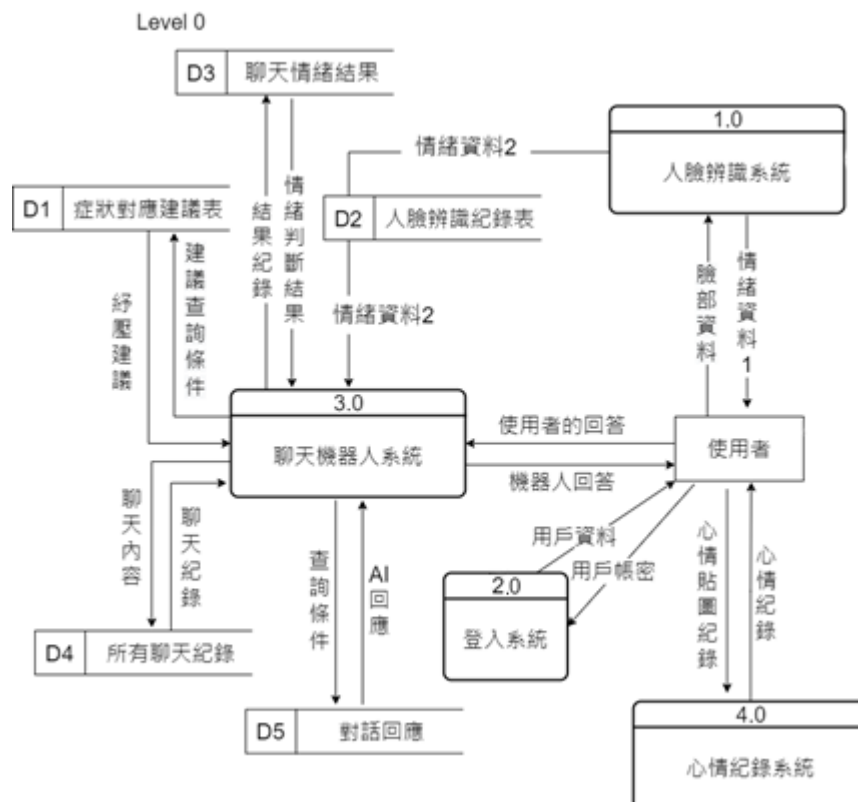 Level 0
D3 聊天情緒結果
1.0
人臉辨識系統
情緒資料2
D1 症狀對應建議表
D2 人臉辨識紀錄表
結果紀錄
情緒判斷結果
建議查詢條件
紓壓建議
情緒資料2
臉部資料
情緒資料1
3.0
聊天機器人系統
使用者的回答
機器人回答
使用者
聊天內容
聊天紀錄
查詢條件
AI回應
用戶資料
用戶帳密
2.0
登入系統
心情貼圖紀錄
心情紀錄
D4 所有聊天紀錄
D5 對話回應
4.0
心情紀錄系統